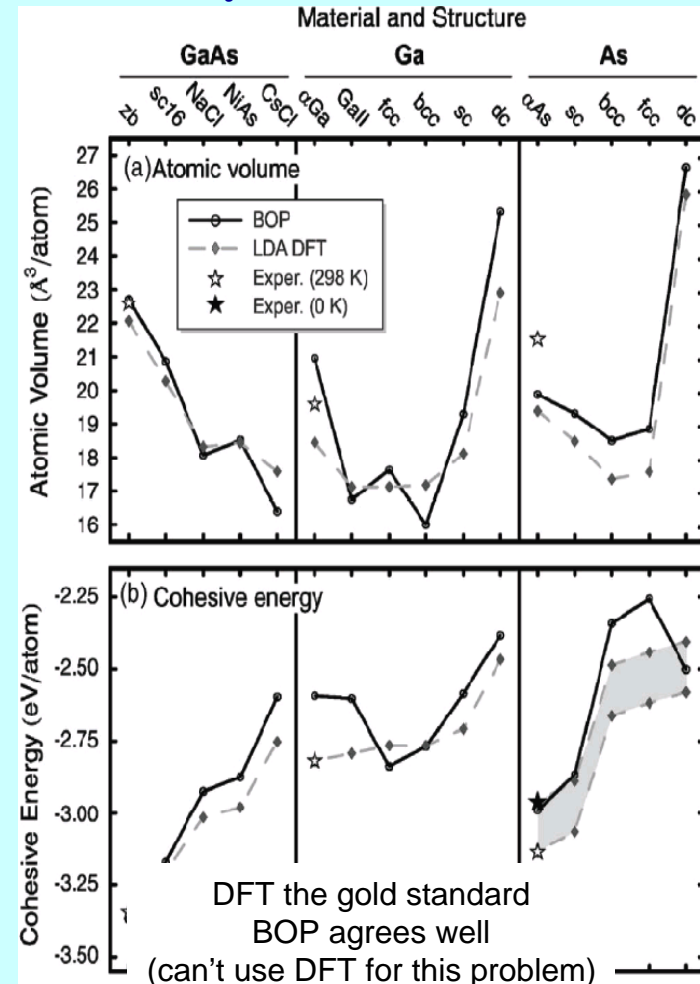 Material and Structure
GaAs Ga As
zb sc16 NaCl NiAs CsCl αGa GaII fcc bcc sc dc αAs sc bcc fcc dc
(a) Atomic volume
BOP
LDA DFT
Exper. (298 K)
Exper. (0 K)
Atomic Volume (Å³/atom)
27
26
25
24
23
22
21
20
19
18
17
16
(b) Cohesive energy
Cohesive Energy (eV/atom)
-2.25
-2.50
-2.75
-3.00
-3.25
-3.50
DFT the gold standard
BOP agrees well
(can't use DFT for this problem)